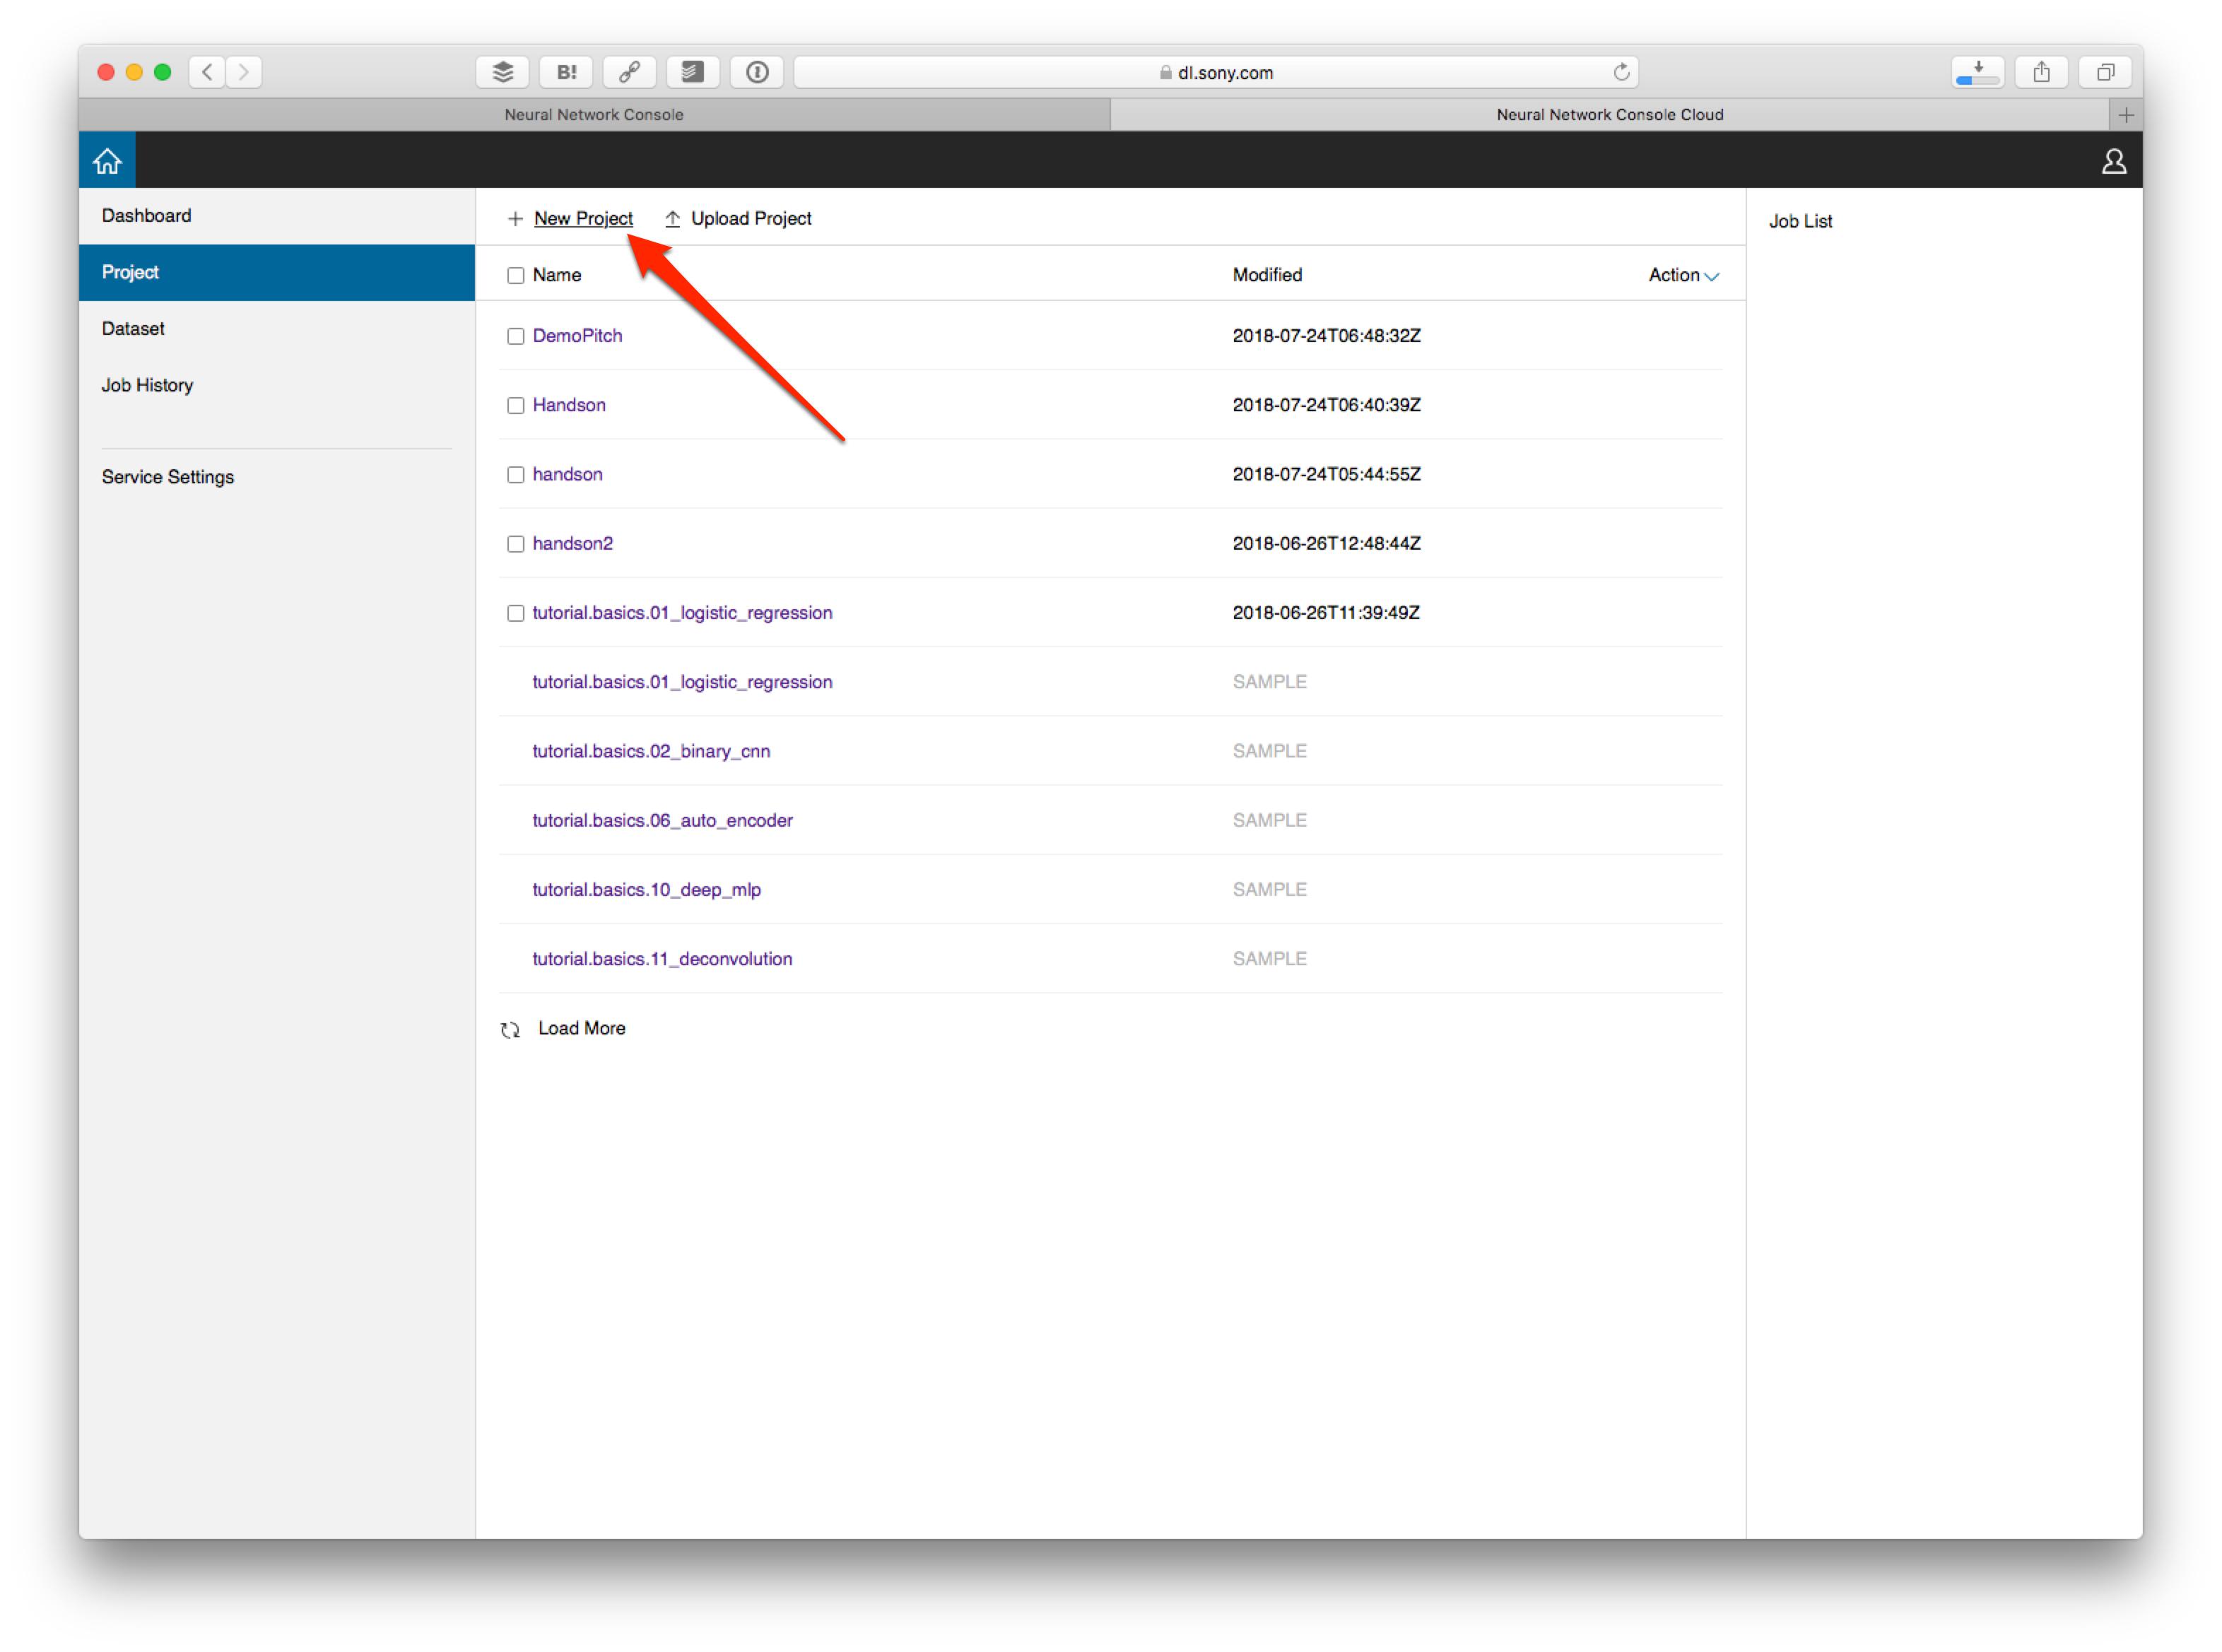 B!
dl.sony.com
Neural Network Console
Neural Network Console Cloud
Dashboard
Project
Dataset
Job History
Service Settings
New Project Upload Project
Name Modified Action
DemoPitch 2018-07-24T06:48:32Z
Handson 2018-07-24T06:40:39Z
handson 2018-07-24T05:44:55Z
handson2 2018-06-26T12:48:44Z
tutorial.basics.01_logistic_regression 2018-06-26T11:39:49Z
tutorial.basics.01_logistic_regression SAMPLE
tutorial.basics.02_binary_cnn SAMPLE
tutorial.basics.06_auto_encoder SAMPLE
tutorial.basics.10_deep_mlp SAMPLE
tutorial.basics.11_deconvolution SAMPLE
Load More
Job List